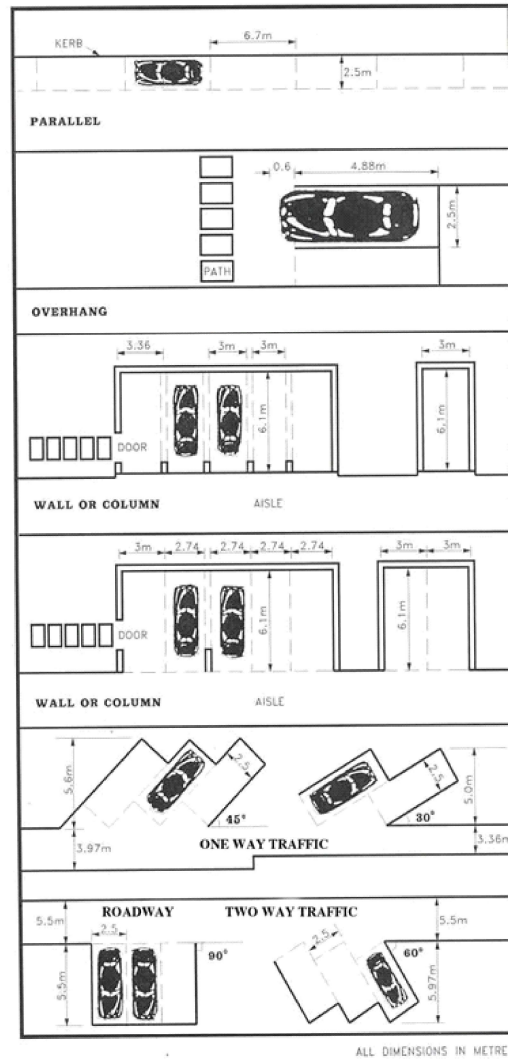 6.7m
KERB
2.5m
PARALLEL
0.6 4.88m
2.5m
PATH
OVERHANG
3.36 3m 3m 3m
6.1m 6.1m
DOOR
WALL OR COLUMN AISLE
3m 2.74 2.74 2.74 2.74 3m 3m
6.1m 6.1m
DOOR
WALL OR COLUMN AISLE
5.6m 2.5 2.5 5.0m
45° 30°
ONE WAY TRAFFIC
3.97m 3.36m
5.5m ROADWAY TWO WAY TRAFFIC 5.5m
2.5 2.5
90° 60°
5.5m 5.97m
ALL DIMENSIONS IN METRE